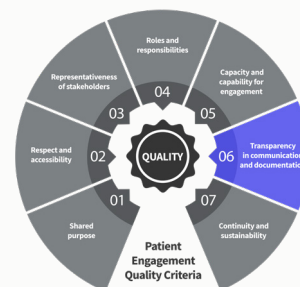 Roles and
responsibilities
Representativeness
of stakeholders
Capacity and
capability for
engagement
04
03
05
Respect and
accessibility
02
QUALITY
06
Transparency
in communication
and documentation
01
07
Shared
purpose
Continuity and
sustainability
Patient
Engagement
Quality Criteria